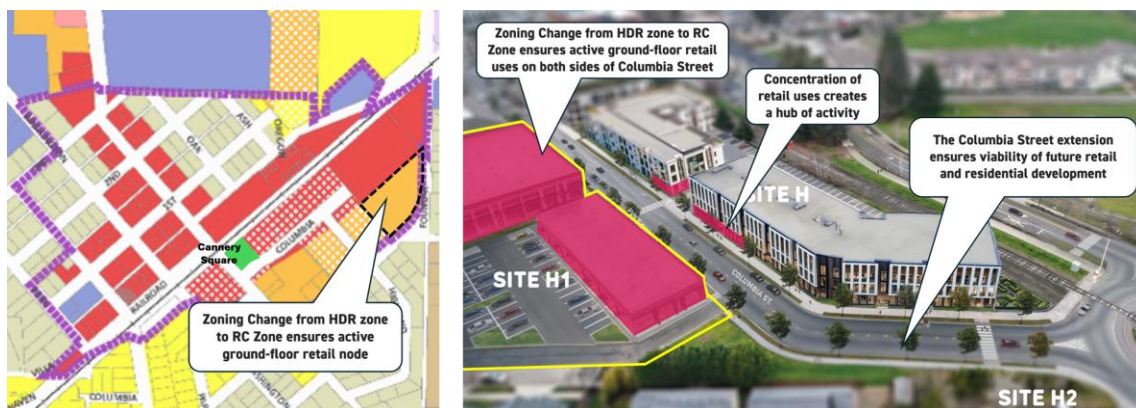 OREGON
ASH
OAK
2ND
1ST
COLUMBIA
Cannery
Square
RAILROAD
Zoning Change from HDR zone
to RC Zone ensures active
ground-floor retail node
VILLA
COLUMBIA
HAVEN
Zoning Change from HDR zone to RC
Zone ensures active ground-floor retail
uses on both sides of Columbia Street
Concentration of
retail uses creates
a hub of activity
The Columbia Street extension
ensures viability of future retail
and residential development
SITE H
SITE H1
COLUMBIA ST.
SITE H2